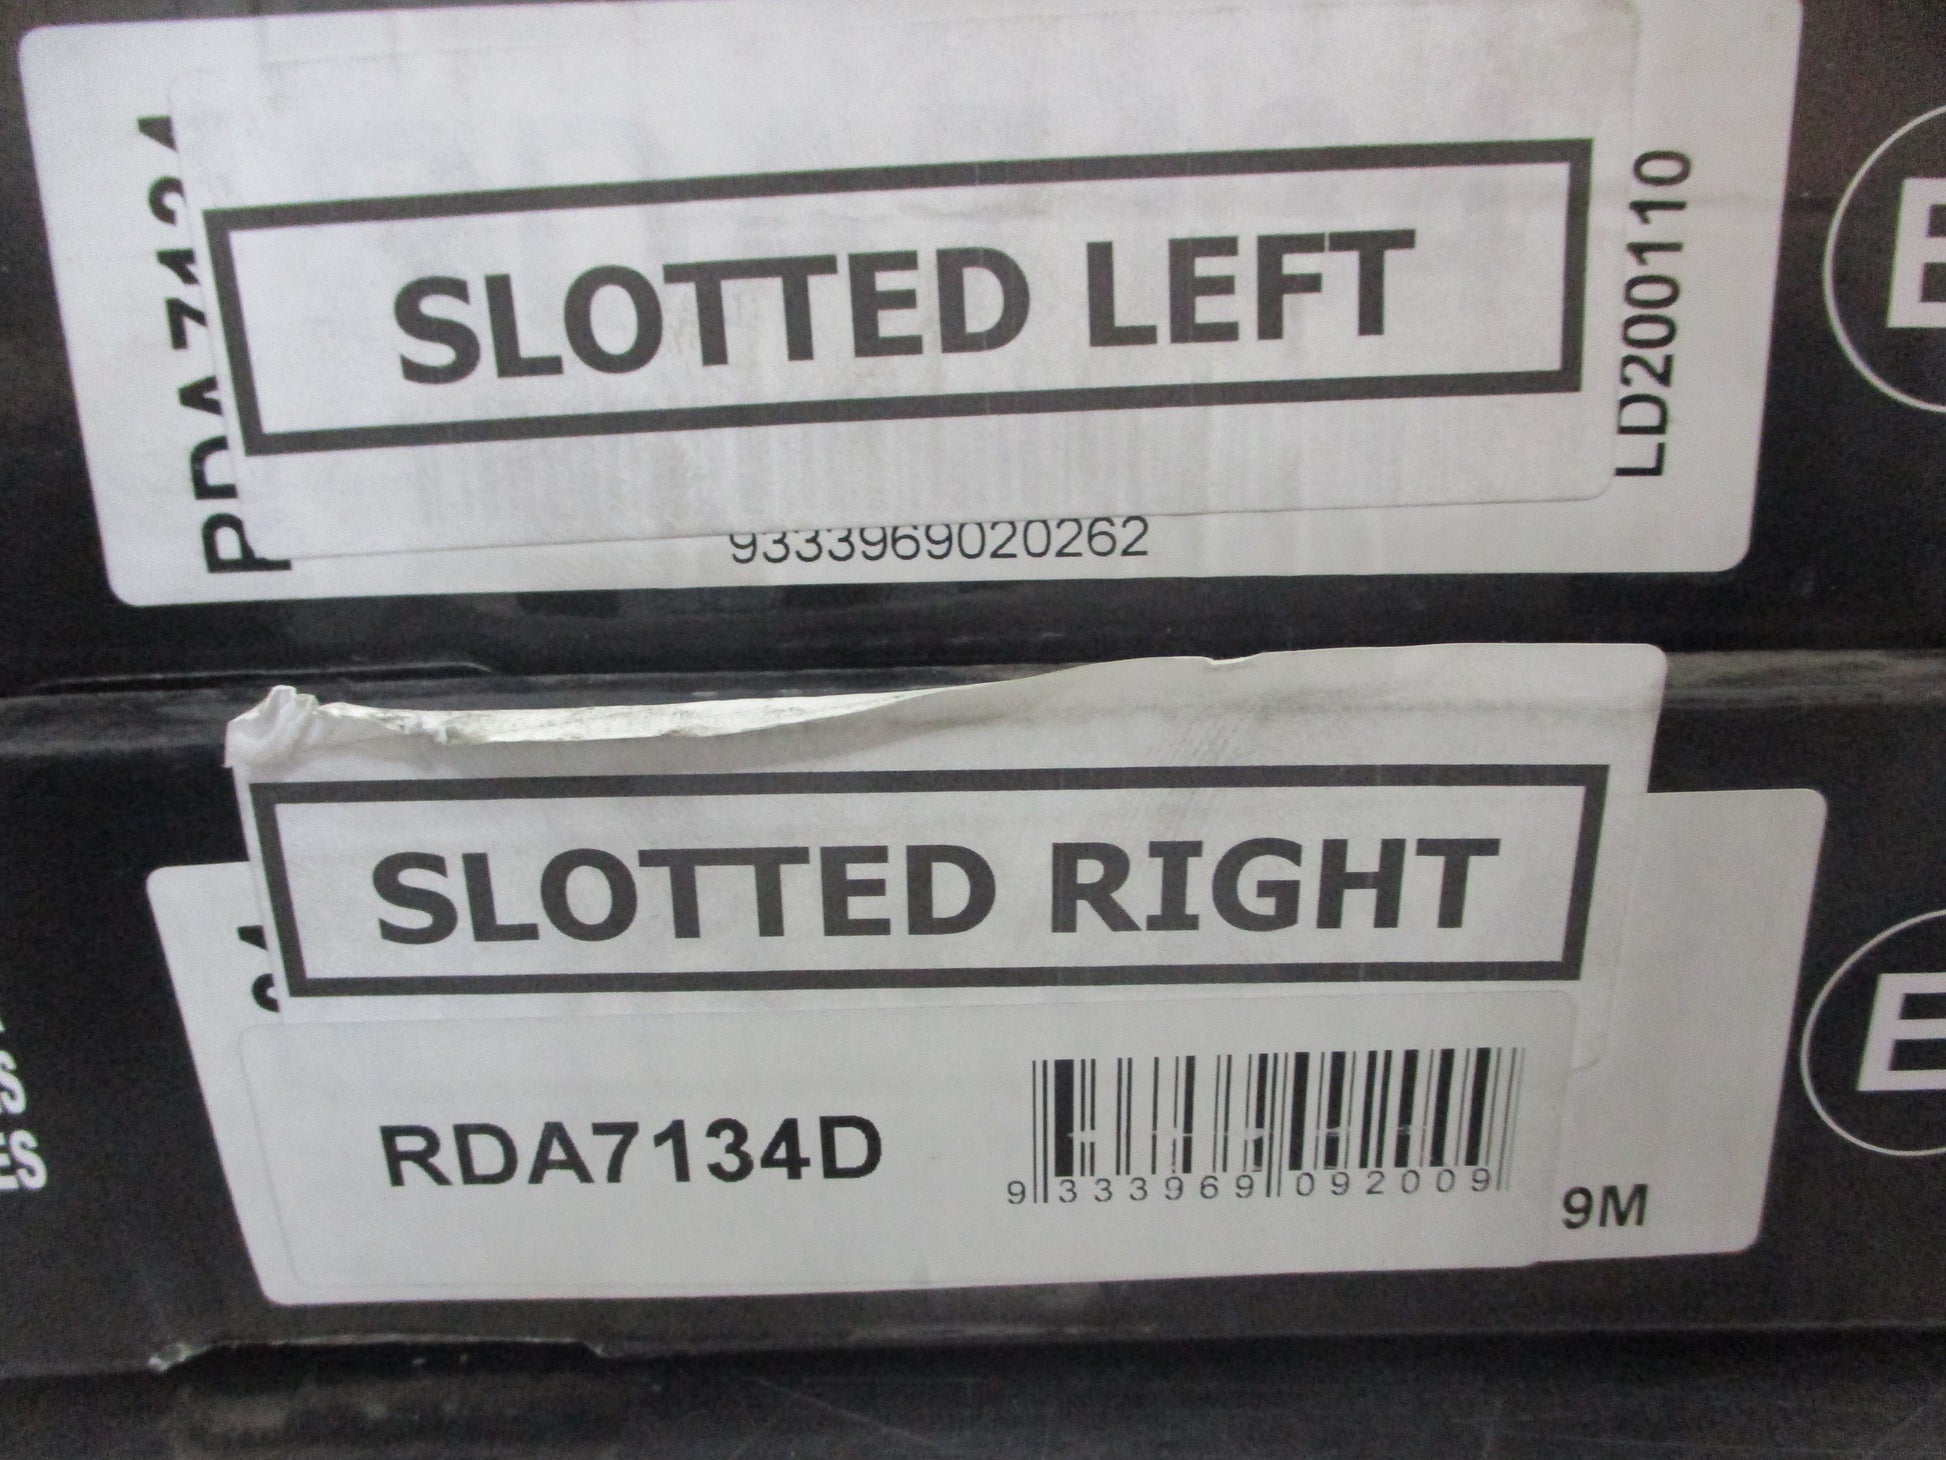 SLOTTED LEFT
LD200110
9333969020262
SLOTTED RIGHT
RDA7134D
9 333969 092009
9M